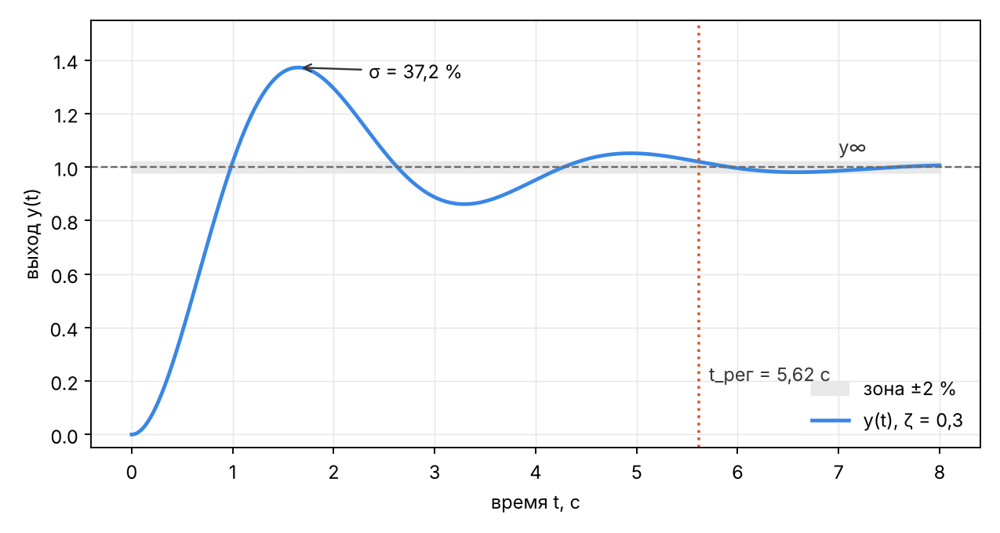 1.4
1.2
1.0
0.8
0.6
0.4
0.2
0.0
выход y(t)
σ = 37,2 %
y∞
t_рег = 5,62 с
зона ±2 %
y(t), ζ = 0,3
0 1 2 3 4 5 6 7 8
время t, с